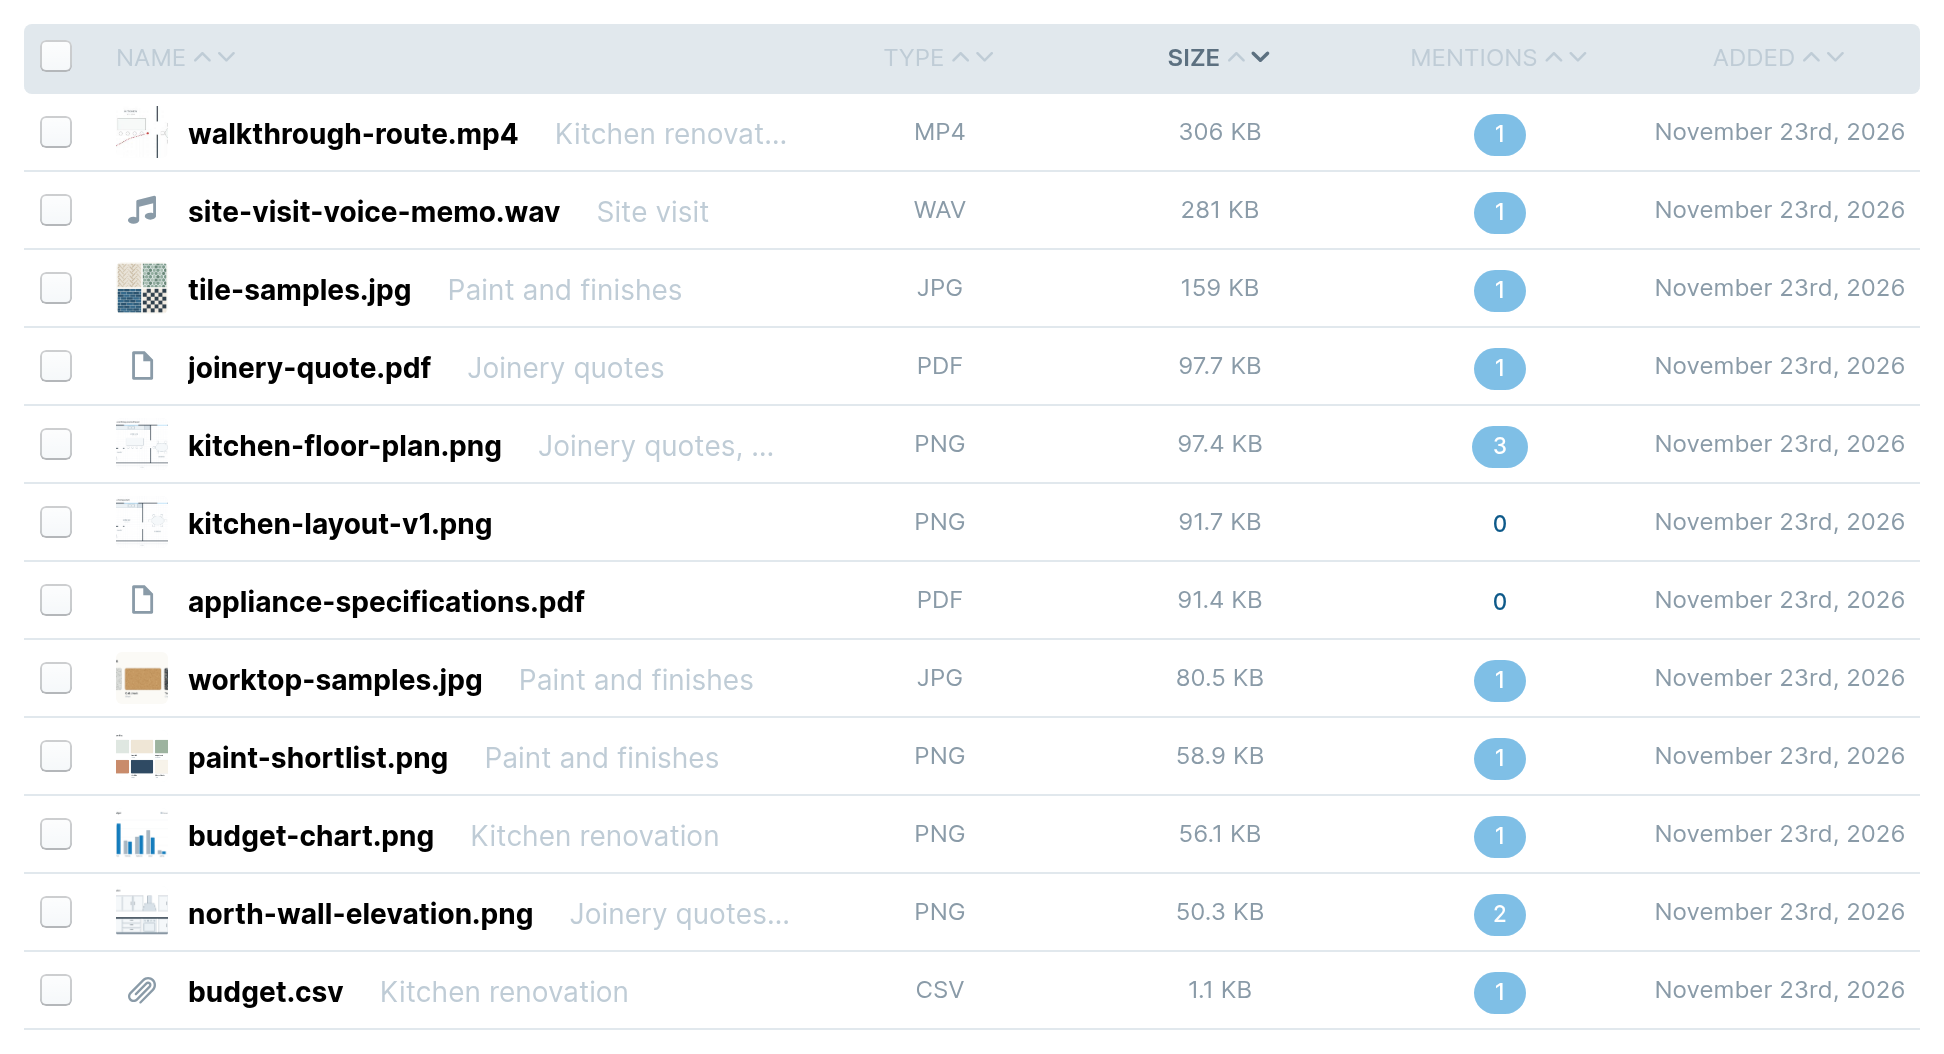 NAME TYPE SIZE MENTIONS ADDED
walkthrough-route.mp4 Kitchen renovat... MP4 306 KB 1 November 23rd, 2026
site-visit-voice-memo.wav Site visit WAV 281 KB 1 November 23rd, 2026
tile-samples.jpg Paint and finishes JPG 159 KB 1 November 23rd, 2026
joinery-quote.pdf Joinery quotes PDF 97.7 KB 1 November 23rd, 2026
kitchen-floor-plan.png Joinery quotes, ... PNG 97.4 KB 3 November 23rd, 2026
kitchen-layout-v1.png PNG 91.7 KB 0 November 23rd, 2026
appliance-specifications.pdf PDF 91.4 KB 0 November 23rd, 2026
worktop-samples.jpg Paint and finishes JPG 80.5 KB 1 November 23rd, 2026
paint-shortlist.png Paint and finishes PNG 58.9 KB 1 November 23rd, 2026
budget-chart.png Kitchen renovation PNG 56.1 KB 1 November 23rd, 2026
north-wall-elevation.png Joinery quotes... PNG 50.3 KB 2 November 23rd, 2026
budget.csv Kitchen renovation CSV 1.1 KB 1 November 23rd, 2026